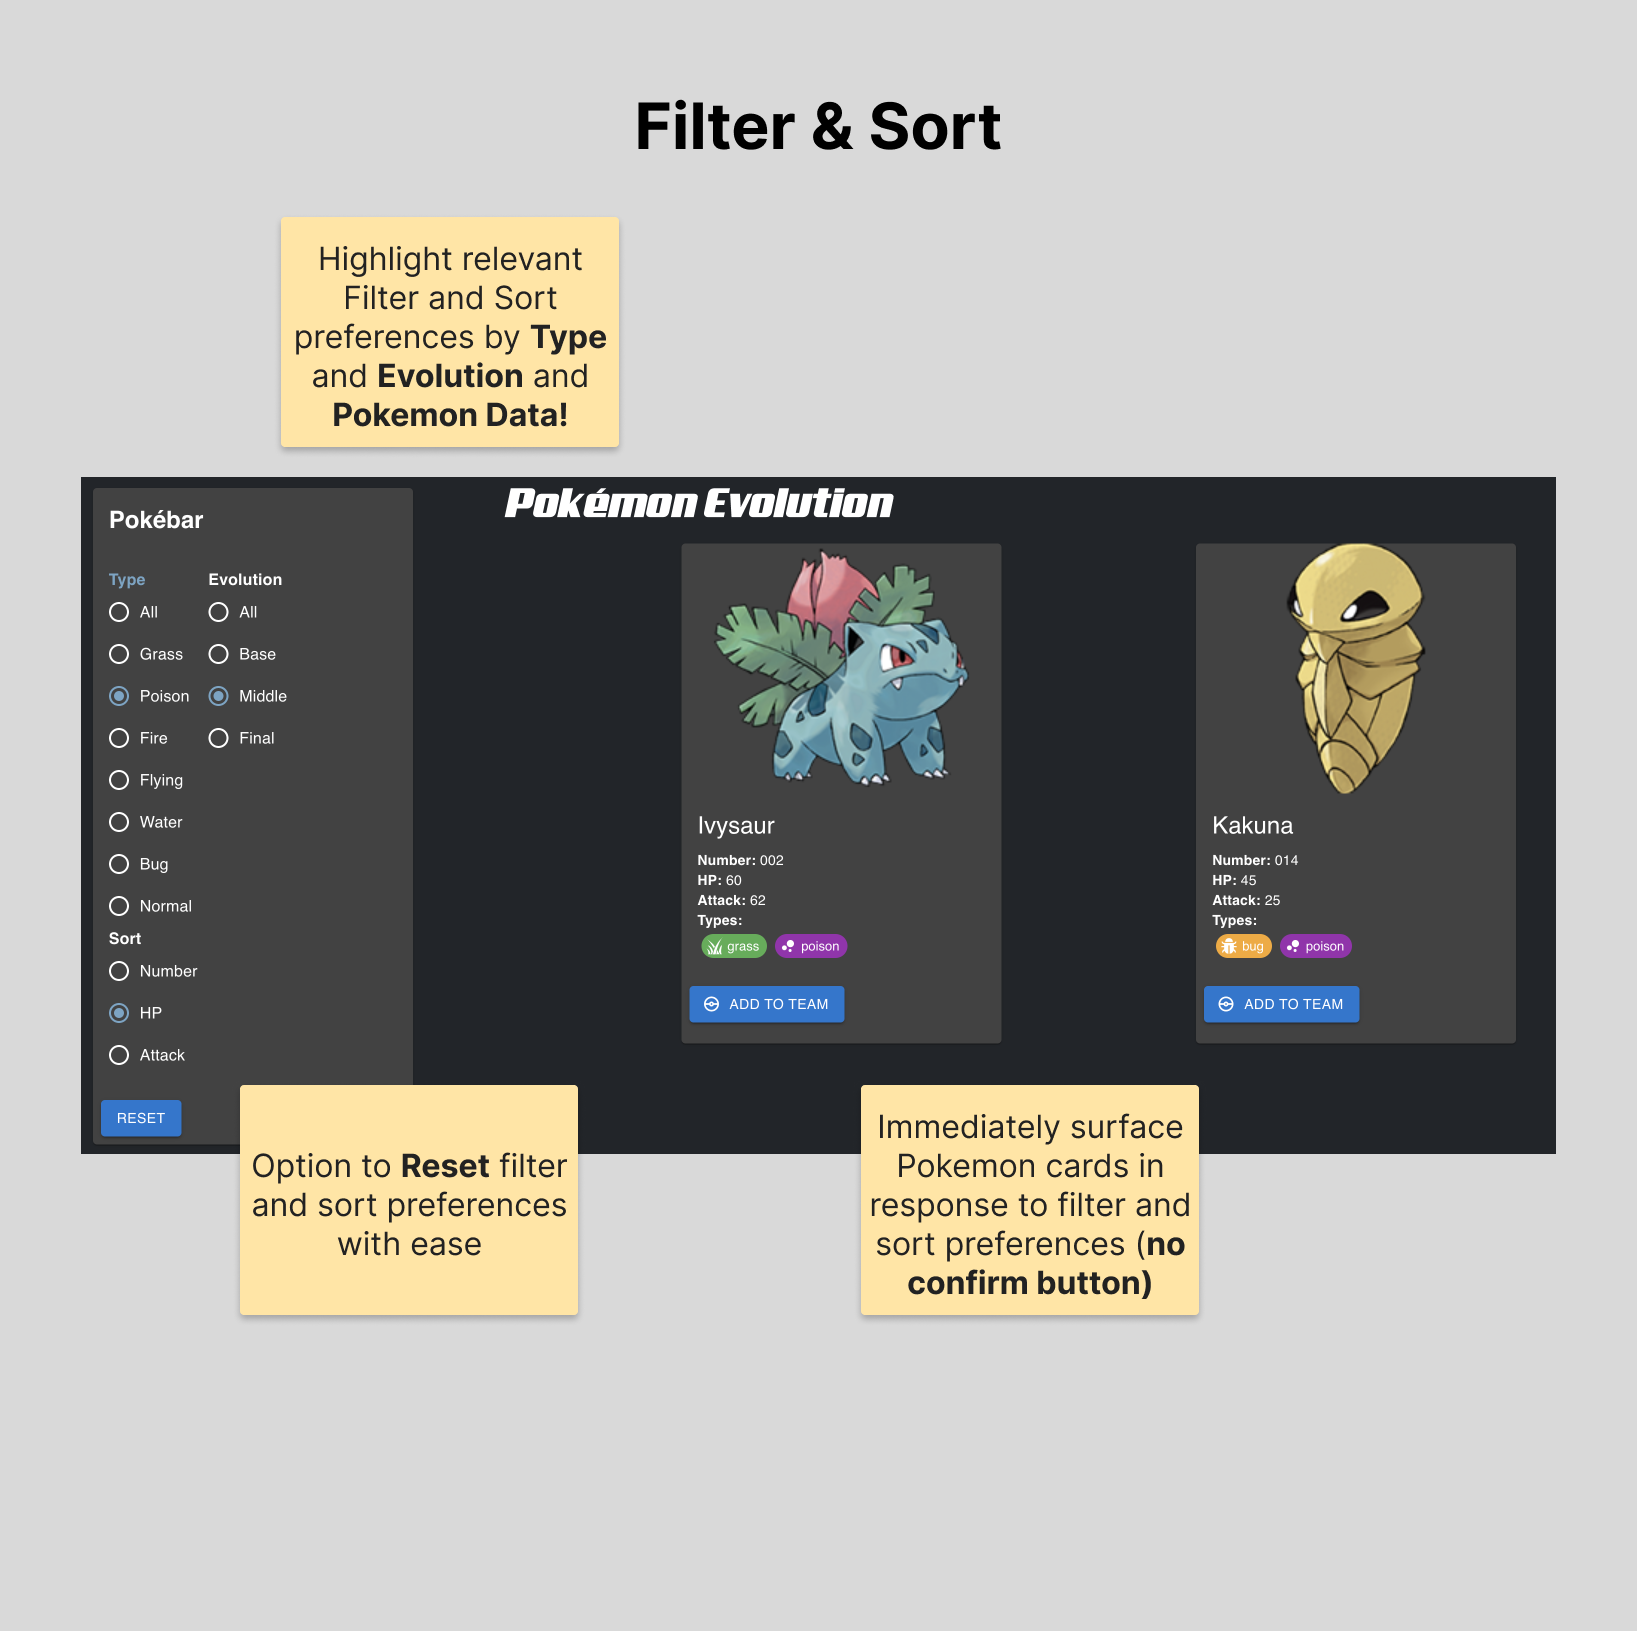 Filter & Sort
Highlight relevant
Filter and Sort
preferences by Type
and Evolution and
Pokemon Data!
Pokébar
Pokémon Evolution
Type
Evolution
All
All
Grass
Base
Poison
Middle
Fire
Final
Flying
Water
Bug
Normal
Sort
Number
HP
Attack
RESET
Ivysaur
Number: 002
HP: 60
Attack: 62
Types:
grass
poison
ADD TO TEAM
Kakuna
Number: 014
HP: 45
Attack: 25
Types:
bug
poison
ADD TO TEAM
Option to Reset filter
and sort preferences
with ease
Immediately surface
Pokemon cards in
response to filter and
sort preferences (no
confirm button)